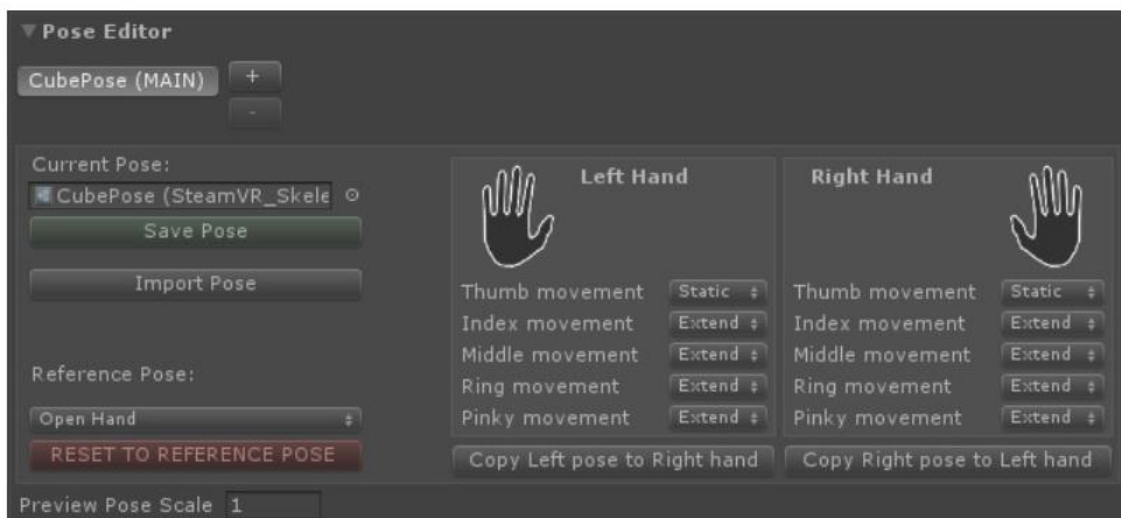 Pose Editor
CubePose (MAIN)
+
-
Current Pose:
CubePose (SteamVR_Skele
Save Pose
Import Pose
Reference Pose:
Open Hand
RESET TO REFERENCE POSE
Left Hand
Thumb movement Static
Index movement Extend
Middle movement Extend
Ring movement Extend
Pinky movement Extend
Copy Left pose to Right hand
Right Hand
Thumb movement Static
Index movement Extend
Middle movement Extend
Ring movement Extend
Pinky movement Extend
Copy Right pose to Left hand
Preview Pose Scale 1